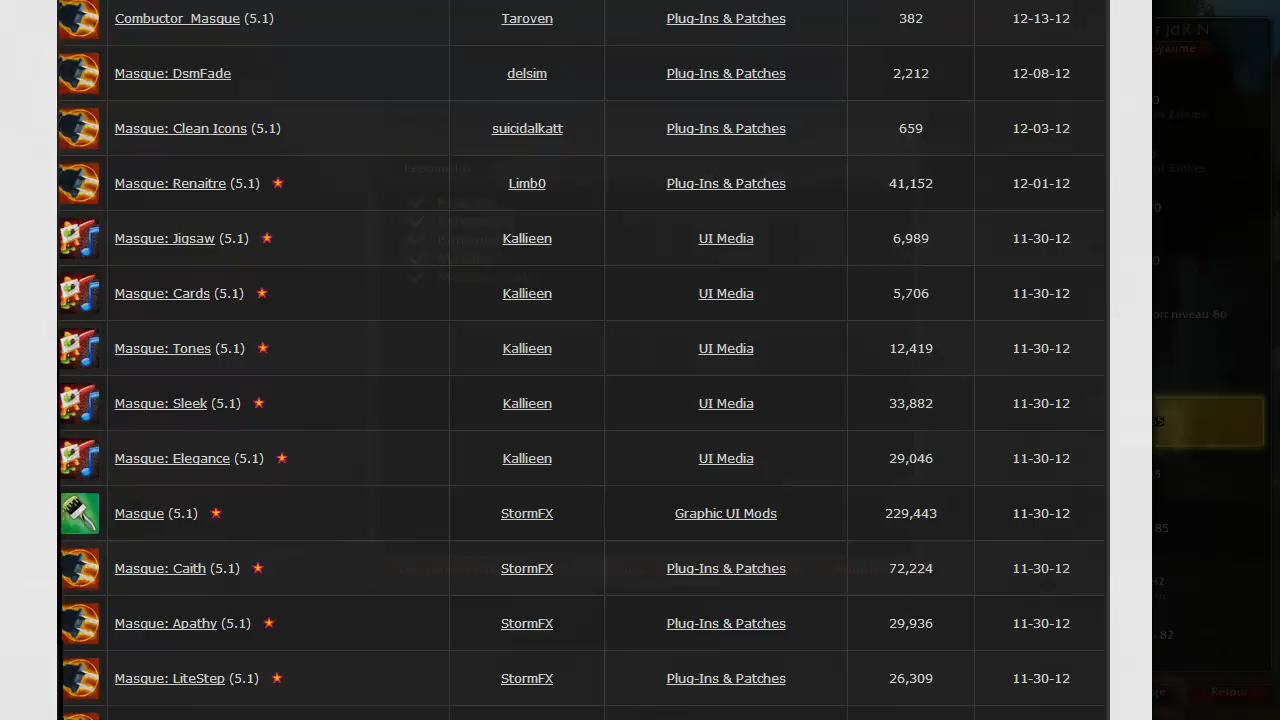 Combuctor_Masque (5.1) Taroven Plug-Ins & Patches 382 12-13-12
Masque: DsmFade delsim Plug-Ins & Patches 2,212 12-08-12
Masque: Clean Icons (5.1) suicidalkatt Plug-Ins & Patches 659 12-03-12
Masque: Renaitre (5.1) Limb0 Plug-Ins & Patches 41,152 12-01-12
Masque: Jigsaw (5.1) Kallieen UI Media 6,989 11-30-12
Masque: Cards (5.1) Kallieen UI Media 5,706 11-30-12
ort niveau 86
Masque: Tones (5.1) Kallieen UI Media 12,419 11-30-12
Masque: Sleek (5.1) Kallieen UI Media 33,882 11-30-12
Masque: Elegance (5.1) Kallieen UI Media 29,046 11-30-12
Masque (5.1) StormFX Graphic UI Mods 229,443 11-30-12
85
Masque: Caith (5.1) StormFX Plug-Ins & Patches 72,224 11-30-12
Masque: Apathy (5.1) StormFX Plug-Ins & Patches 29,936 11-30-12
82
Masque: LiteStep (5.1) StormFX Plug-Ins & Patches 26,309 11-30-12
Retour